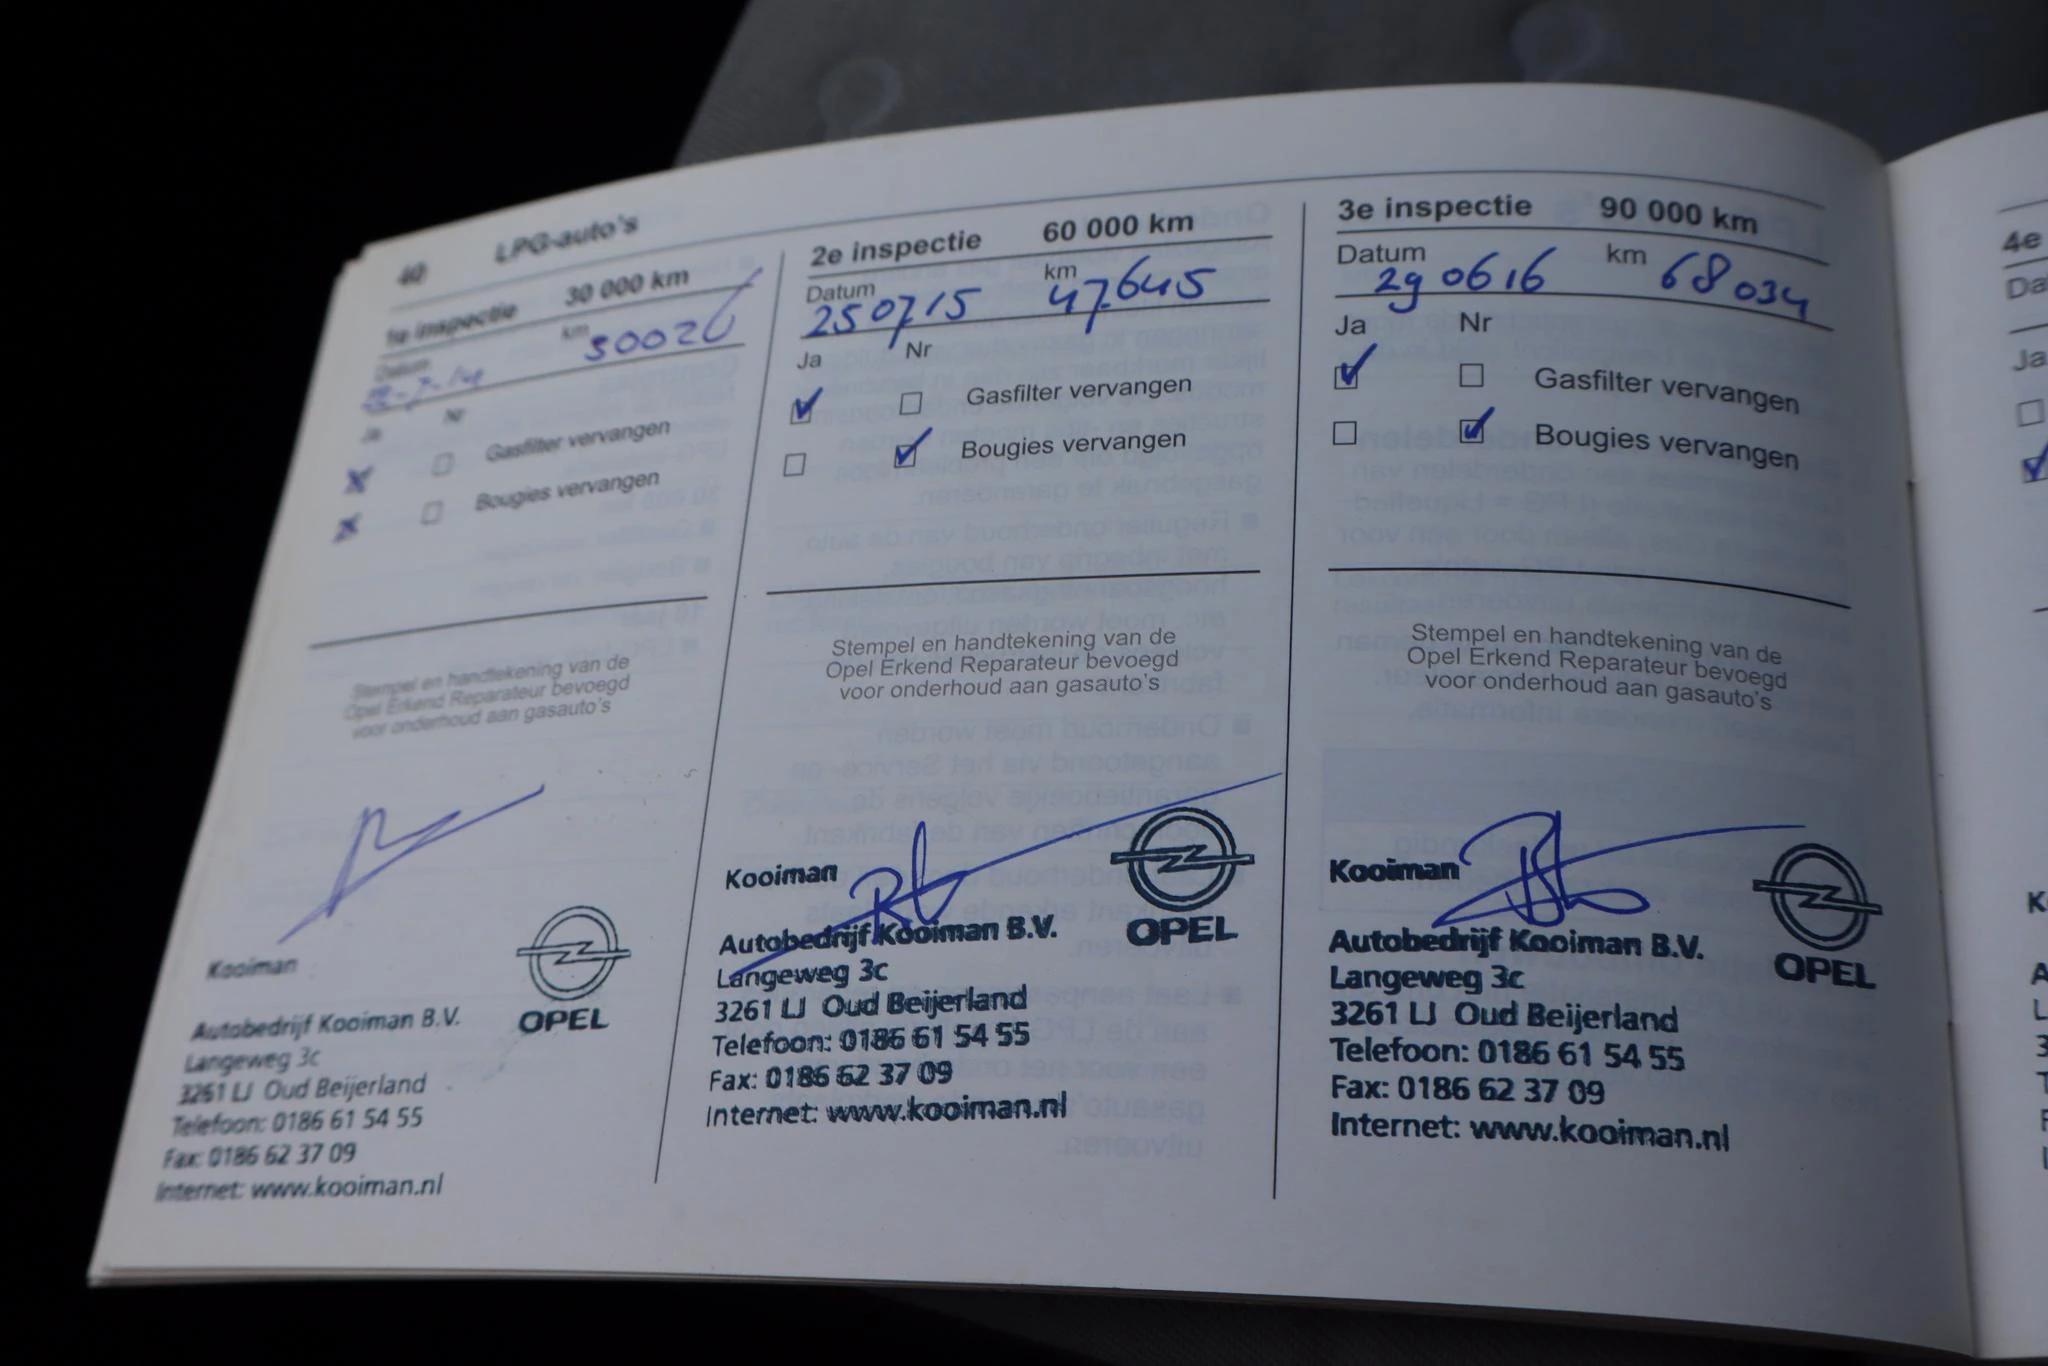 40 LPG-auto's
1e inspectie 30 000 km
Datum km
-7-14 30026
Ja Nr
Gasfilter vervangen
Bougies vervangen
Stempel en handtekening van de
Opel Erkend Reparateur bevoegd
voor onderhoud aan gasauto's
Kooiman
OPEL
Autobedrijf Kooiman B.V.
Langeweg 3c
3261 LJ Oud Beijerland
Telefoon: 0186 61 54 55
Fax: 0186 62 37 09
Internet: www.kooiman.nl
2e inspectie 60 000 km
Datum km
250715 47.645
Ja Nr
Gasfilter vervangen
Bougies vervangen
Stempel en handtekening van de
Opel Erkend Reparateur bevoegd
voor onderhoud aan gasauto's
Kooiman
OPEL
Autobedrijf Kooiman B.V.
Langeweg 3c
3261 LJ Oud Beijerland
Telefoon: 0186 61 54 55
Fax: 0186 62 37 09
Internet: www.kooiman.nl
3e inspectie 90 000 km
Datum km
290616 68034
Ja Nr
Gasfilter vervangen
Bougies vervangen
Stempel en handtekening van de
Opel Erkend Reparateur bevoegd
voor onderhoud aan gasauto's
Kooiman
OPEL
Autobedrijf Kooiman B.V.
Langeweg 3c
3261 LJ Oud Beijerland
Telefoon: 0186 61 54 55
Fax: 0186 62 37 09
Internet: www.kooiman.nl
4e
Da
Ja